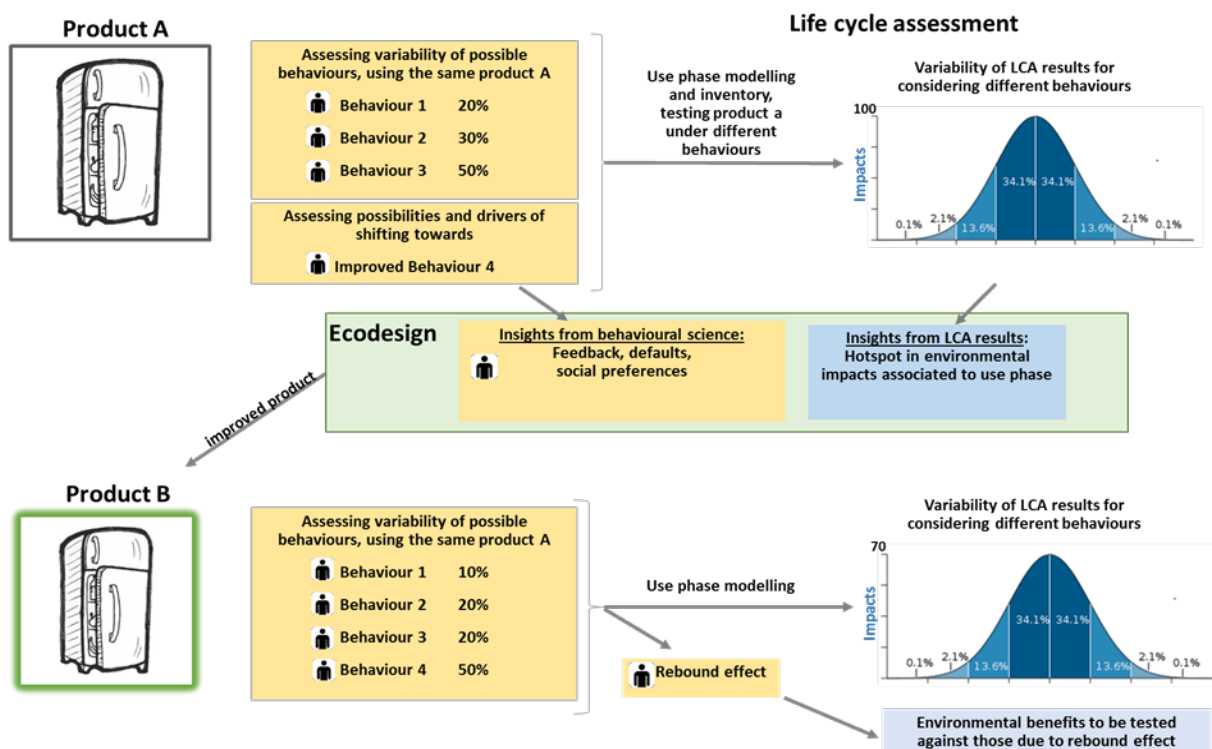 Product A
Life cycle assessment
Assessing variability of possible
behaviours, using the same product A
Behaviour 1 20%
Behaviour 2 30%
Behaviour 3 50%
Assessing possibilities and drivers of
shifting towards
Improved Behaviour 4
Use phase modelling
and inventory,
testing product a
under different
behaviours
Variability of LCA results for
considering different behaviours
100
Impacts
34.1% 34.1%
13.6% 13.6%
2.1% 2.1%
0.1% 0.1%
Ecodesign
Insights from behavioural science:
Feedback, defaults,
social preferences
Insights from LCA results:
Hotspot in environmental
impacts associated to use phase
improved product
Product B
Assessing variability of possible
behaviours, using the same product A
Behaviour 1 10%
Behaviour 2 20%
Behaviour 3 20%
Behaviour 4 50%
Use phase modelling
Rebound effect
Variability of LCA results for
considering different behaviours
70
Impacts
34.1% 34.1%
13.6% 13.6%
2.1% 2.1%
0.1% 0.1%
Environmental benefits to be tested
against those due to rebound effect